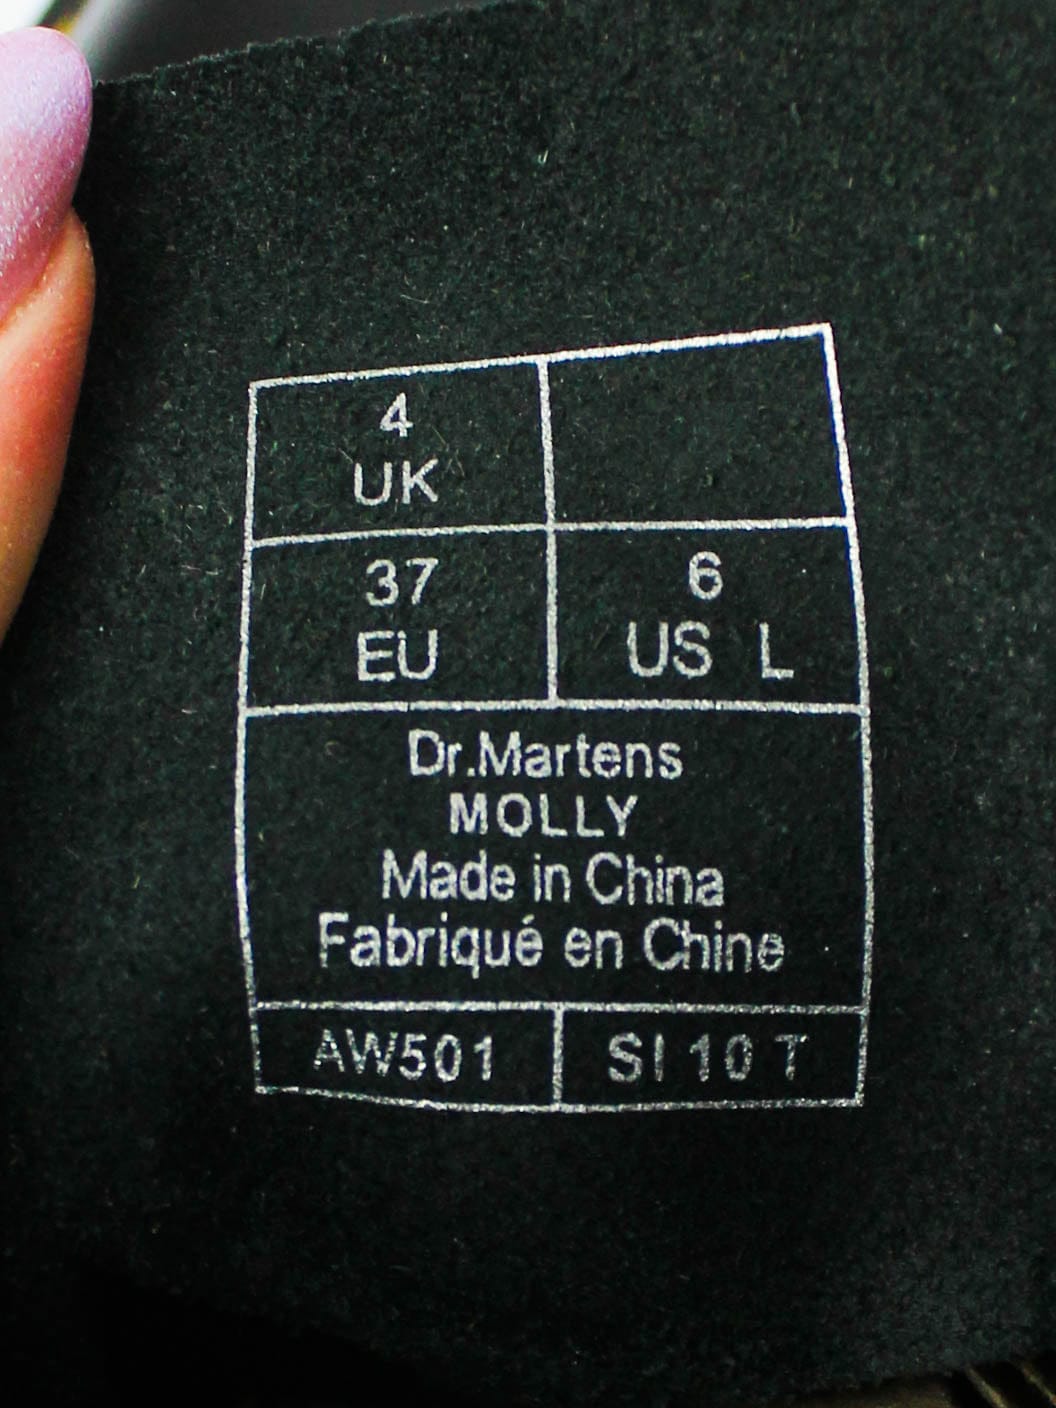 4
UK
37
EU
6
US L
Dr.Martens
MOLLY
Made in China
Fabriqué en Chine
AW501
SI 10 T